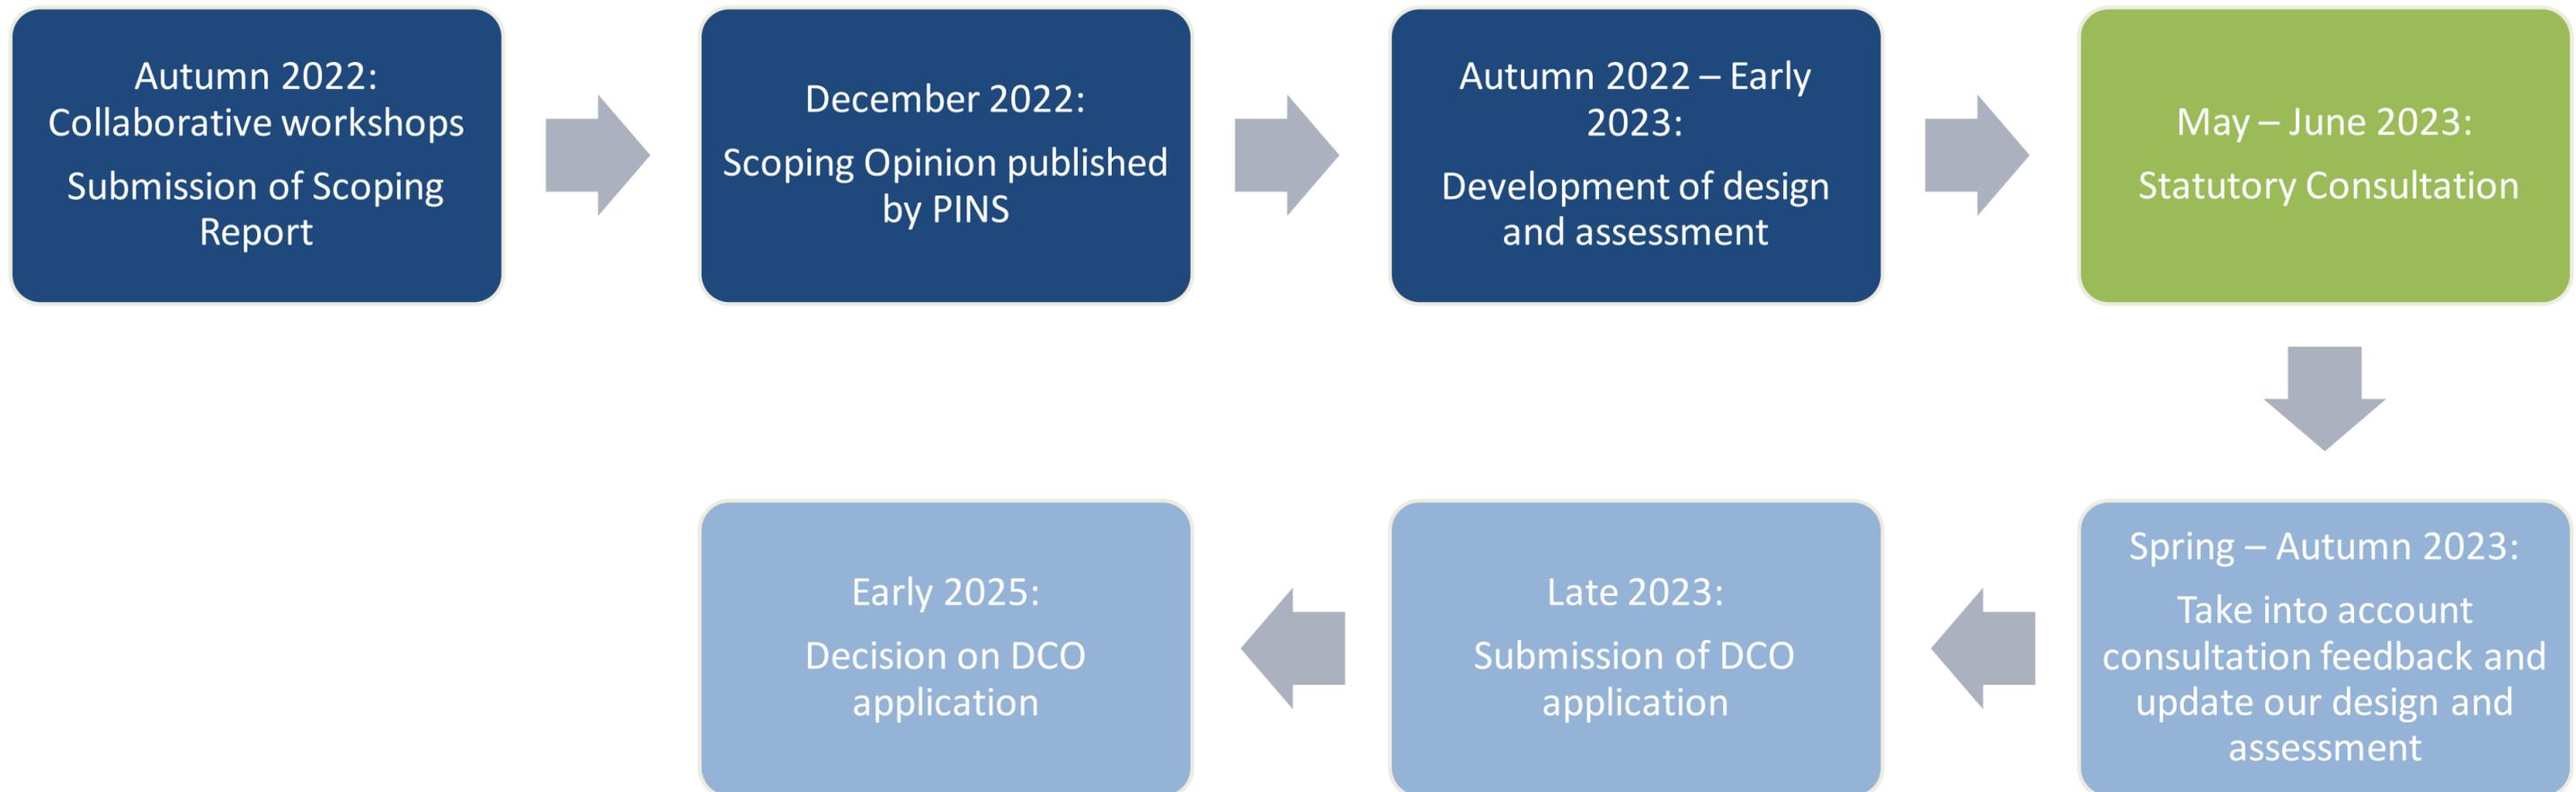 Autumn 2022:
Collaborative workshops
Submission of Scoping
Report
December 2022:
Scoping Opinion published
by PINS
Autumn 2022 – Early
2023:
Development of design
and assessment
May – June 2023:
Statutory Consultation
Spring – Autumn 2023:
Take into account
consultation feedback and
update our design and
assessment
Late 2023:
Submission of DCO
application
Early 2025:
Decision on DCO
application